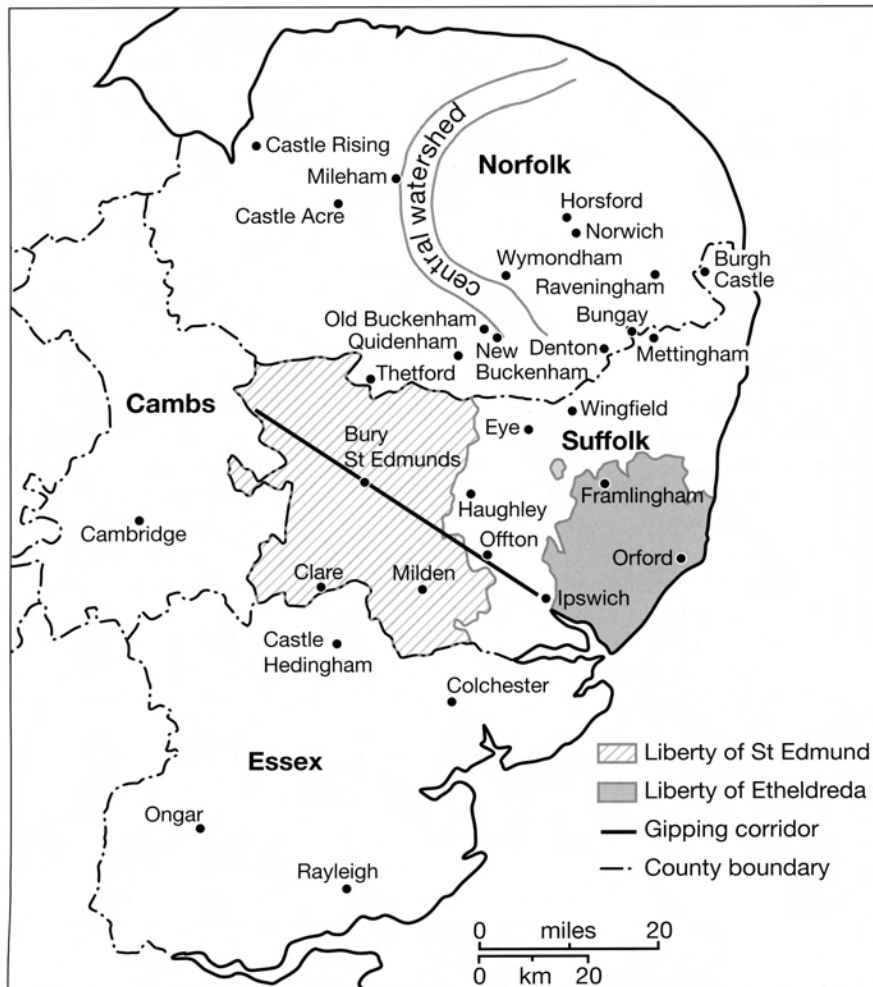 Castle Rising
Mileham
Castle Acre
central watershed
Norfolk
Horsford
Norwich
Wymondham
Raveningham
Burgh
Castle
Bungay
Old Buckenham
Quidenham
New
Buckenham
Denton
Mettingham
Thetford
Cambs
Wingfield
Eye
Suffolk
Bury
St Edmunds
Framlingham
Haughley
Offton
Cambridge
Orford
Clare
Milden
Ipswich
Castle
Hedingham
Colchester
Essex
Ongar
Rayleigh
Liberty of St Edmund
Liberty of Etheldreda
Gipping corridor
County boundary
0 miles 20
0 km 20